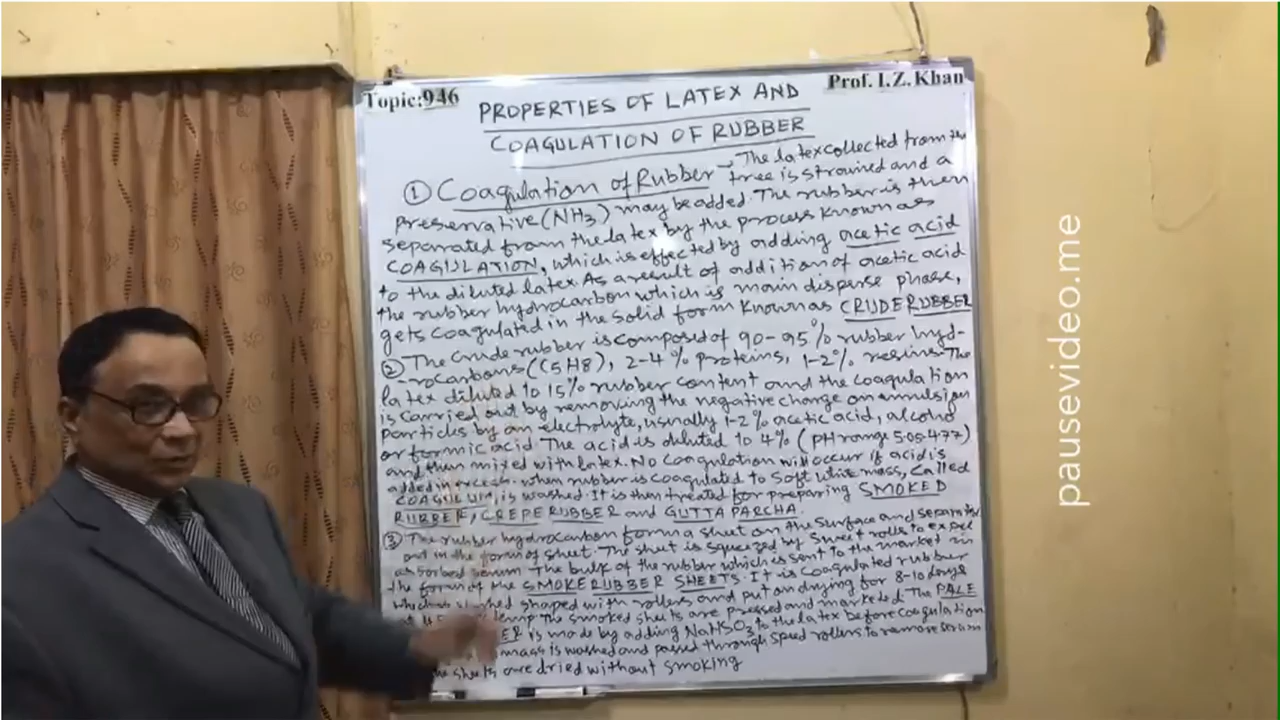 Topic:946
Prof. I.Z. Khan
PROPERTIES OF LATEX AND
COAGULATION OF RUBBER
① Coagulation of Rubber → The latex collected from the
tree is strained and a
preservative (NH3) may be added. The rubber is then
separated from the latex by the process known as
COAGULATION, which is effected by adding acetic acid
to the diluted latex. As a result of addition of acetic acid
the rubber hydrocarbon which is main disperse phase,
gets coagulated in the solid form known as CRUDE RUBBER
② The crude rubber is composed of 90-95% rubber hyd-
-rocarbons (C5H8), 2-4% proteins, 1-2% resins. The
latex diluted to 15% rubber content and the coagulation
is carried out by removing the negative charge on emulsion
particles by an electrolyte, usually 1-2% acetic acid, alcohol
or formic acid. The acid is diluted to 4% (PH range 5.05-4.77)
and then mixed with latex. No coagulation will occur if acid is
added in excess. when rubber is coagulated to soft white mass, called
COAGULUM, is washed. It is then treated for preparing SMOKED
RUBBER, CREPE RUBBER and GUTTA PARCHA.
③ The rubber hydrocarbon form a sheet on the surface and separate
out in the form of sheet. The sheet is squeezed by rolls to expel
absorbed serum. The bulk of the rubber which is sent to the market in
the form of the SMOKE RUBBER SHEETS. It is coagulated rubber
which is washed shaped with rollers and put on drying for 8-10 days
temp. The smoked sheets are pressed and marketed. The PALE
is made by adding NaHSO3 to the latex before coagulation
mass is washed and passed through speed rollers to remove serum
sheets are dried without smoking
pausevideo.me